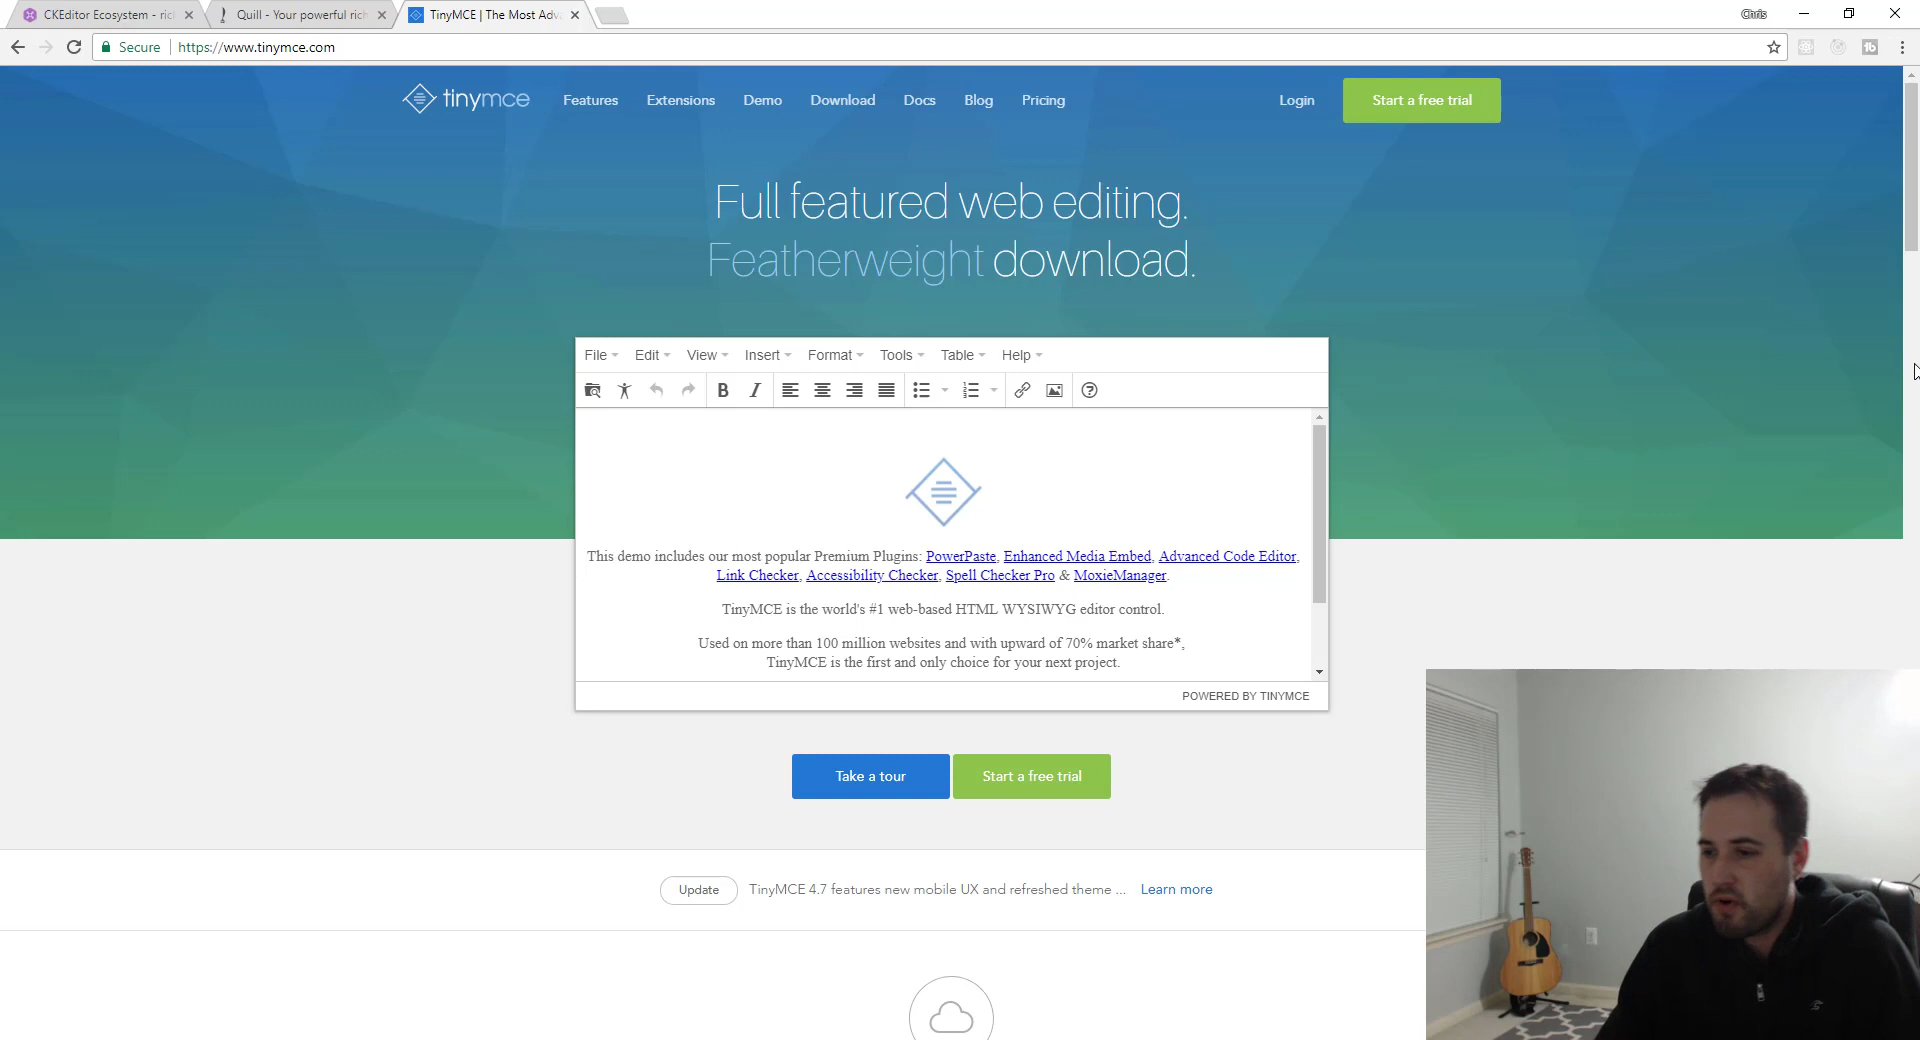 CKEditor Ecosystem - ric
Quill - Your powerful rich
TinyMCE | The Most Adva
Chris
Secure
https://www.tinymce.com
tinymce
Features
Extensions
Demo
Download
Docs
Blog
Pricing
Login
Start a free trial
Full featured web editing.
Featherweight download.
File
Edit
View
Insert
Format
Tools
Table
Help
This demo includes our most popular Premium Plugins: PowerPaste, Enhanced Media Embed, Advanced Code Editor,
Link Checker, Accessibility Checker, Spell Checker Pro & MoxieManager.
TinyMCE is the world's #1 web-based HTML WYSIWYG editor control.
Used on more than 100 million websites and with upward of 70% market share*,
TinyMCE is the first and only choice for your next project.
POWERED BY TINYMCE
Take a tour
Start a free trial
Update
TinyMCE 4.7 features new mobile UX and refreshed theme ...
Learn more